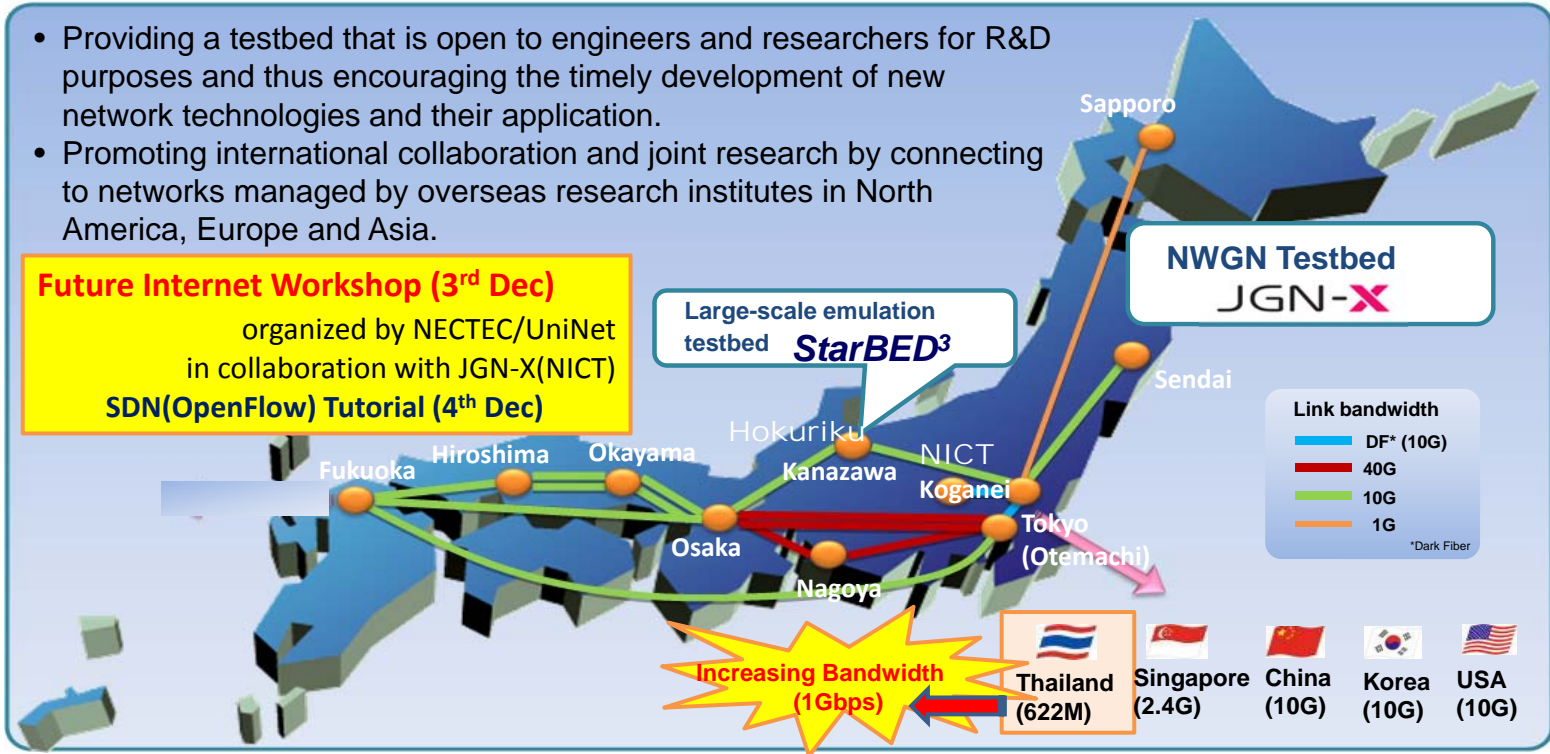 • Providing a testbed that is open to engineers and researchers for R&D
purposes and thus encouraging the timely development of new
network technologies and their application.
• Promoting international collaboration and joint research by connecting
to networks managed by overseas research institutes in North
America, Europe and Asia.
Future Internet Workshop (3rd Dec)
organized by NECTEC/UniNet
in collaboration with JGN-X(NICT)
SDN(OpenFlow) Tutorial (4th Dec)
Large-scale emulation
testbed StarBED3
NWGN Testbed
JGN-X
Sapporo
Sendai
Hokuriku
Kanazawa
NICT
Koganei
Fukuoka
Hiroshima
Okayama
Osaka
Nagoya
Tokyo
(Otemachi)
Link bandwidth
DF* (10G)
40G
10G
1G
*Dark Fiber
Increasing Bandwidth
(1Gbps)
Thailand
(622M)
Singapore
(2.4G)
China
(10G)
Korea
(10G)
USA
(10G)